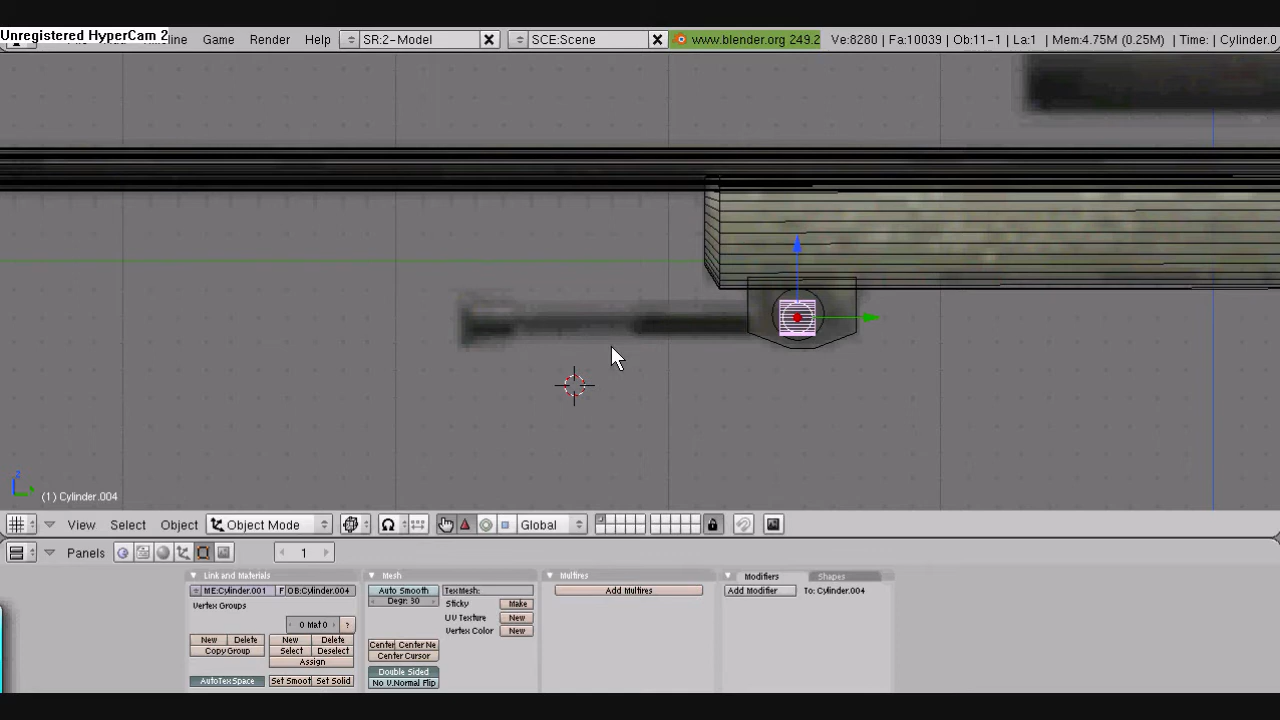 Unregistered HyperCam 2
Timeline Game Render Help SR:2-Model SCE:Scene www.blender.org 249.2 Ve:8280 | Fa:10039 | Ob:11-1 | La:1 | Mem:4.75M (0.25M) | Time: | Cylinder.0
z
(1) Cylinder.004
View Select Object Object Mode Global
Panels 1
Link and Materials Mesh Multires Modifiers Shapes
ME:Cylinder.001 F OB:Cylinder.004 Auto Smooth TexMesh: Add Multires Add Modifier To: Cylinder.004
Degr: 30
Vertex Groups Sticky Make
UV Texture New
0 Mat 0 ? Vertex Color New
New Delete New Delete Center Center Ne
Copy Group Select Deselect Center Cursor
Assign
Double Sided
AutoTexSpace Set Smoot Set Solid No V.Normal Flip